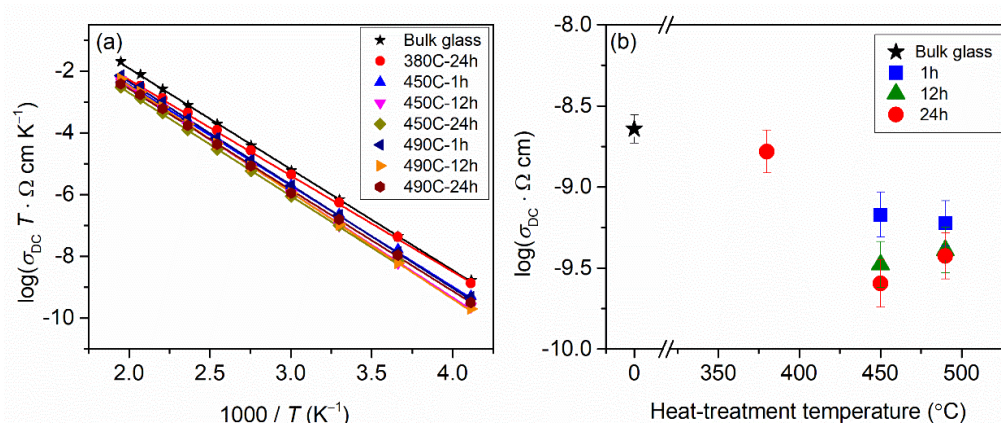 (a)
Bulk glass
380C-24h
450C-1h
450C-12h
450C-24h
490C-1h
490C-12h
490C-24h
-2
-4
-6
-8
-10
log(σDC T · Ω cm K⁻¹)
2.0 2.5 3.0 3.5 4.0
1000 / T (K⁻¹)
(b)
Bulk glass
1h
12h
24h
-8.0
-8.5
-9.0
-9.5
-10.0
log(σDC · Ω cm)
0 350 400 450 500
Heat-treatment temperature (°C)